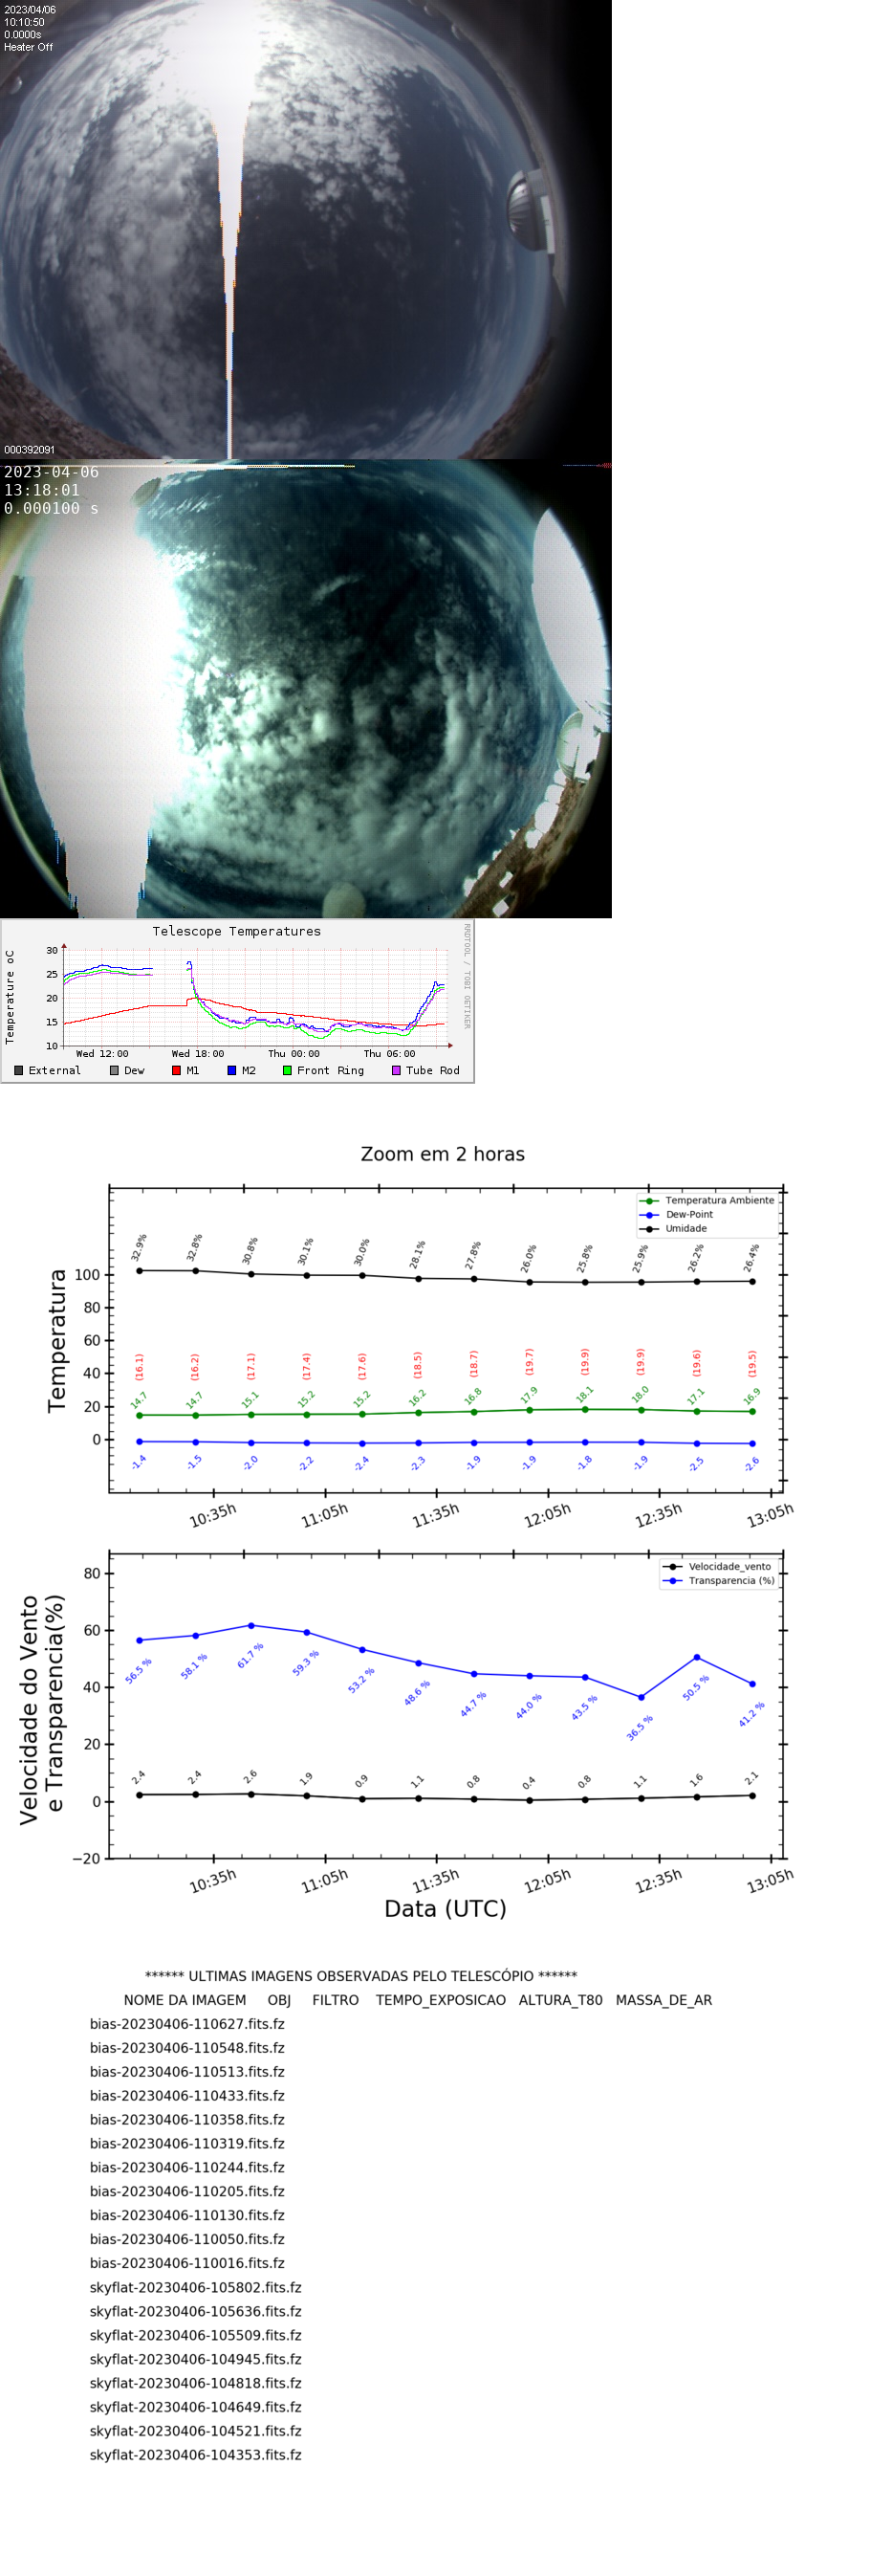 2023/04/06
10:10:50
0.0000s
Heater Off
000392091
2023-04-06
13:18:01
0.000100 s
Telescope Temperatures
RRDTOOL / TOBI OETIKER
Temperature oC
30
25
20
15
10
Wed 12:00 Wed 18:00 Thu 00:00 Thu 06:00
External Dew M1 M2 Front Ring Tube Rod
Zoom em 2 horas
Temperatura Ambiente
Dew-Point
Umidade
Temperatura
100
80
60
40
20
0
32.9% 32.8% 30.8% 30.1% 30.0% 28.1% 27.8% 26.0% 25.8% 25.9% 26.2% 26.4%
(16.1) (16.2) (17.1) (17.4) (17.6) (18.5) (18.7) (19.7) (19.9) (19.9) (19.6) (19.5)
14.7 14.7 15.1 15.2 15.2 16.2 16.8 17.9 18.1 18.0 17.1 16.9
-1.4 -1.5 -2.0 -2.2 -2.4 -2.3 -1.9 -1.9 -1.8 -1.9 -2.5 -2.6
10:35h 11:05h 11:35h 12:05h 12:35h 13:05h
Velocidade_vento
Transparencia (%)
Velocidade do Vento
e Transparencia(%)
80
60
40
20
0
−20
56.5 % 58.1 % 61.7 % 59.3 % 53.2 % 48.6 % 44.7 % 44.0 % 43.5 % 36.5 % 50.5 % 41.2 %
2.4 2.4 2.6 1.9 0.9 1.1 0.8 0.4 0.8 1.1 1.6 2.1
10:35h 11:05h 11:35h 12:05h 12:35h 13:05h
Data (UTC)
****** ULTIMAS IMAGENS OBSERVADAS PELO TELESCÓPIO ******
NOME DA IMAGEM OBJ FILTRO TEMPO_EXPOSICAO ALTURA_T80 MASSA_DE_AR
bias-20230406-110627.fits.fz
bias-20230406-110548.fits.fz
bias-20230406-110513.fits.fz
bias-20230406-110433.fits.fz
bias-20230406-110358.fits.fz
bias-20230406-110319.fits.fz
bias-20230406-110244.fits.fz
bias-20230406-110205.fits.fz
bias-20230406-110130.fits.fz
bias-20230406-110050.fits.fz
bias-20230406-110016.fits.fz
skyflat-20230406-105802.fits.fz
skyflat-20230406-105636.fits.fz
skyflat-20230406-105509.fits.fz
skyflat-20230406-104945.fits.fz
skyflat-20230406-104818.fits.fz
skyflat-20230406-104649.fits.fz
skyflat-20230406-104521.fits.fz
skyflat-20230406-104353.fits.fz